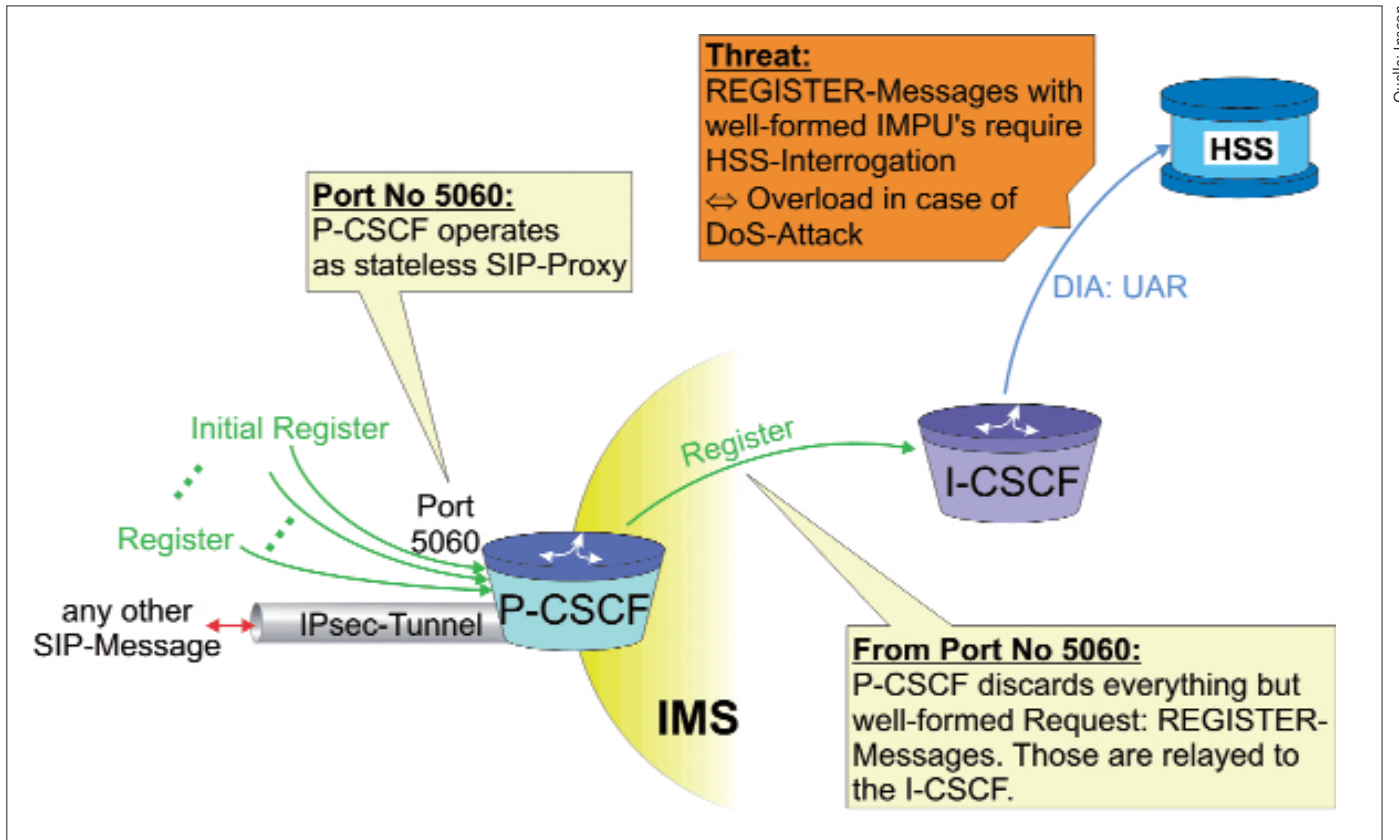 Threat:
REGISTER-Messages with
well-formed IMPU's require
HSS-Interrogation
⇔ Overload in case of
DoS-Attack
HSS
Port No 5060:
P-CSCF operates
as stateless SIP-Proxy
DIA: UAR
Initial Register
Register
Port
5060
Register
I-CSCF
any other
SIP-Message
IPsec-Tunnel
P-CSCF
IMS
From Port No 5060:
P-CSCF discards everything but
well-formed Request: REGISTER-
Messages. Those are relayed to
the I-CSCF.